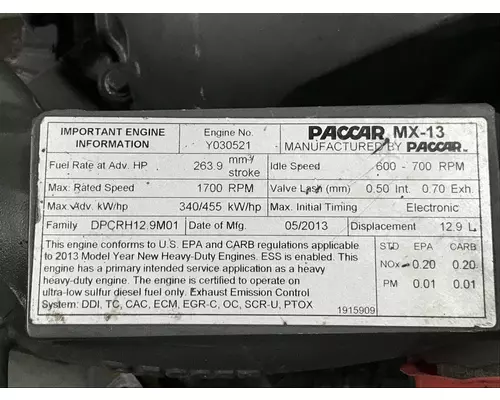 IMPORTANT ENGINE INFORMATION
Engine No.
Y030521
PACCAR MX-13
MANUFACTURED BY PACCAR INC
Fuel Rate at Adv. HP 263.9 mm³ stroke
Idle Speed 600 - 700 RPM
Max. Rated Speed 1700 RPM
Valve Lash (mm) 0.50 Int. 0.70 Exh.
Max Adv. kW/hp 340/455 kW/hp
Max. Initial Timing Electronic
Family DPCRH12.9M01
Date of Mfg. 05/2013
Displacement 12.9 L
This engine conforms to U.S. EPA and CARB regulations applicable
to 2013 Model Year New Heavy-Duty Engines. ESS is enabled. This
engine has a primary intended service application as a heavy
heavy-duty engine. The engine is certified to operate on
ultra-low sulfur diesel fuel only. Exhaust Emission Control
System: DDI, TC, CAC, ECM, EGR-C, OC, SCR-U, PTOX
STD EPA CARB
NOx 0.20 0.20
PM 0.01 0.01
1915909